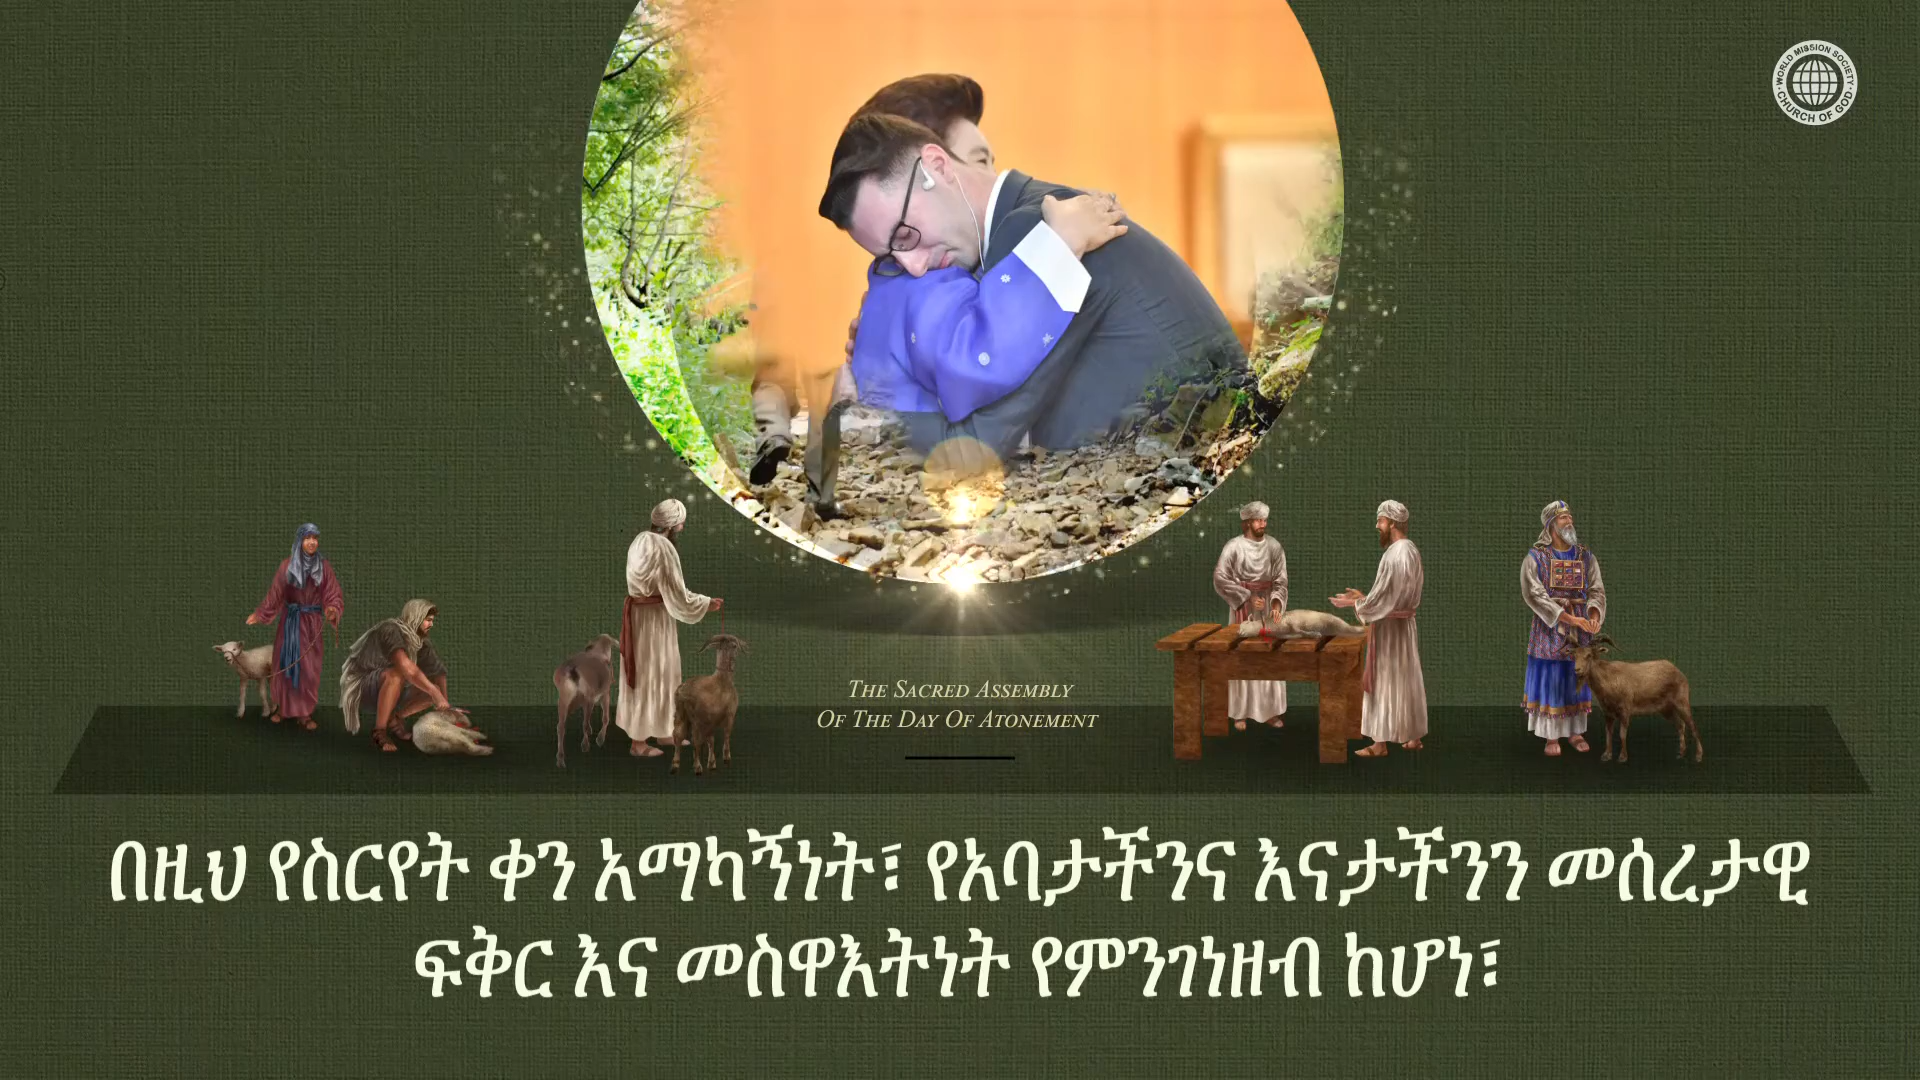 WORLD MISSION SOCIETY
CHURCH OF GOD
The Sacred Assembly
Of The Day Of Atonement
በዚህ የስርየት ቀን አማካኝነት፣ የአባታችንና እናታችንን መሰረታዊ
ፍቅር እና መስዋእትነት የምንገነዘብ ከሆነ፣